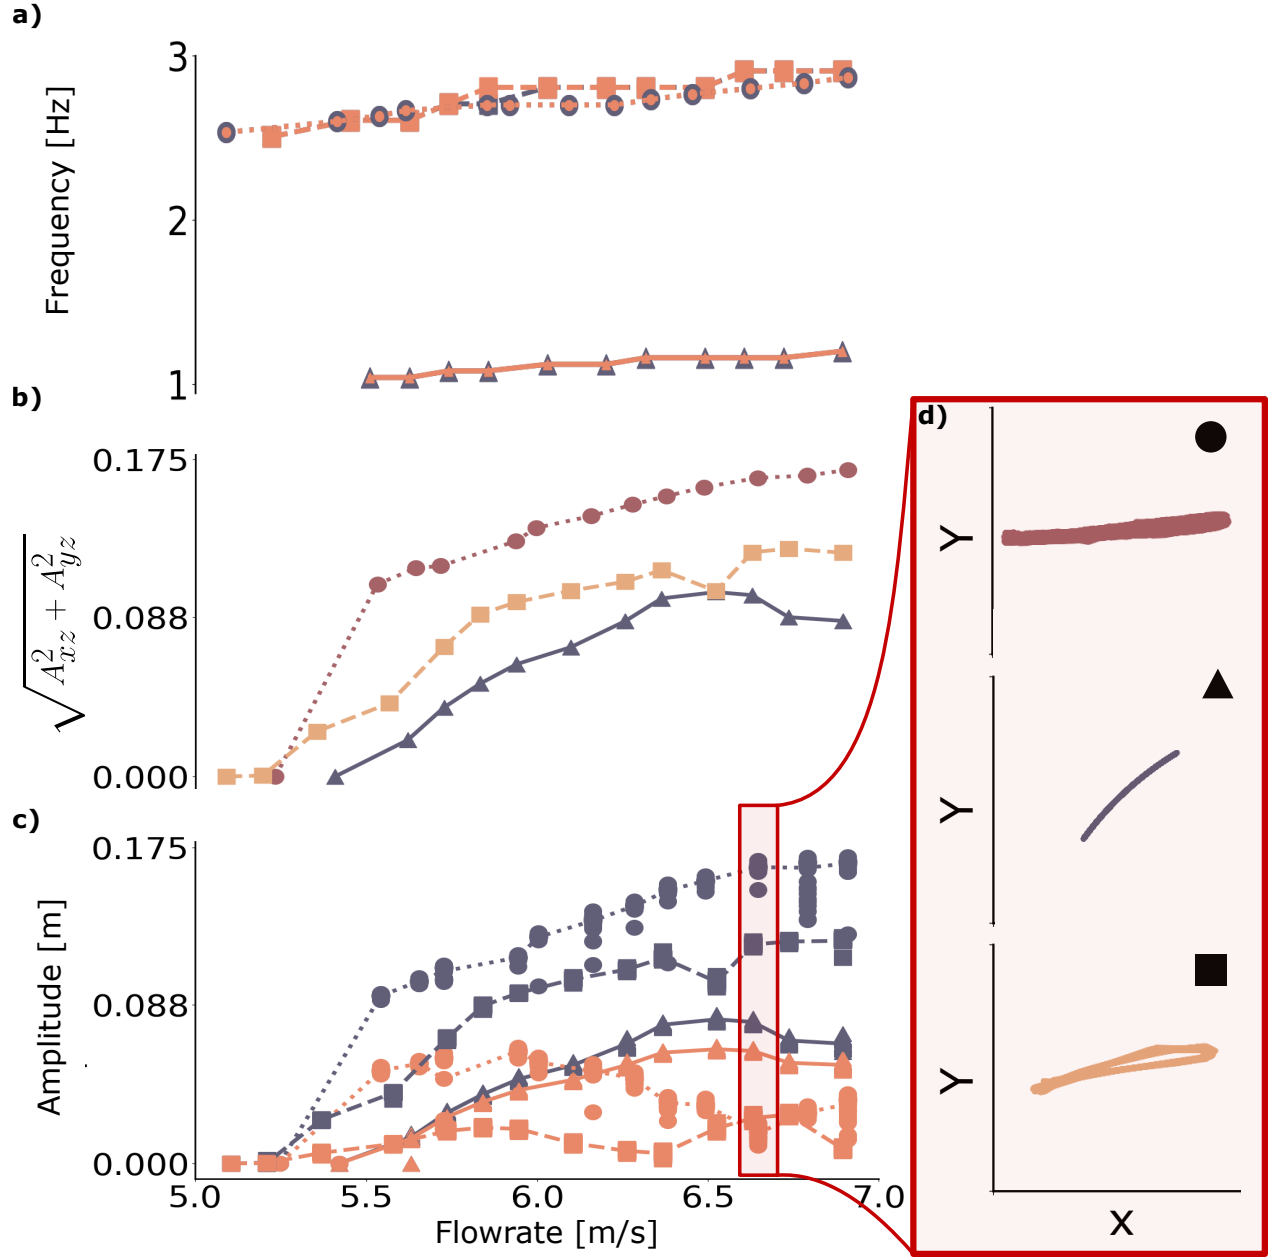 a)
3
2
1
Frequency [Hz]
b)
0.175
0.088
0.000
√A²xz + A²yz
c)
0.175
0.088
0.000
Amplitude [m]
5.0 5.5 6.0 6.5 7.0
Flowrate [m/s]
d)
Y
Y
Y
X